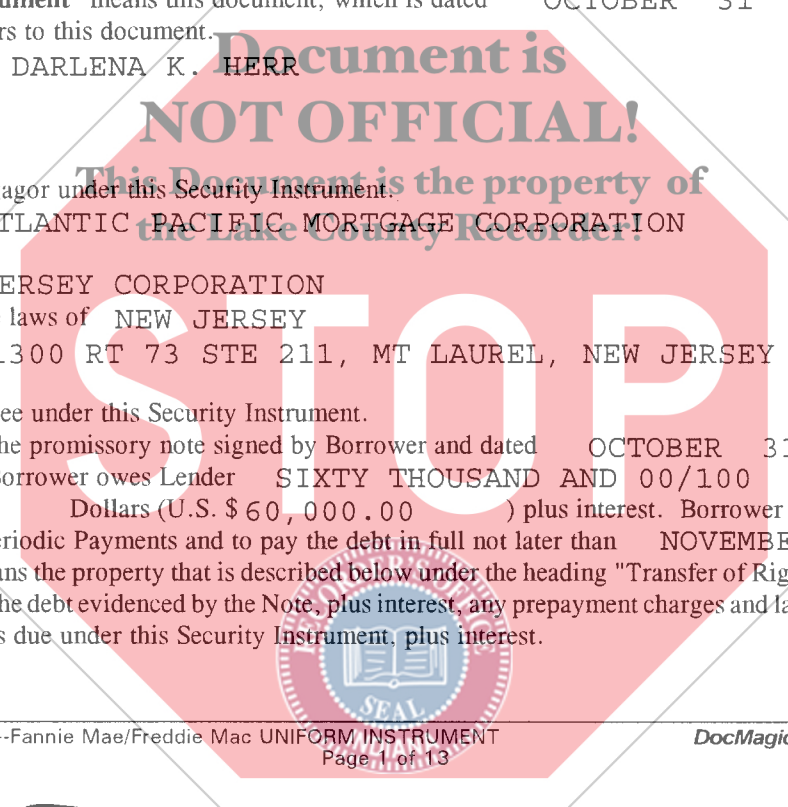 ument" means this document, which is dated OCTOBER 31
rs to this document.
DARLENA K. HERR
Document is
NOT OFFICIAL!
This Document is the property of
the Lake County Recorder!
agor under this Security Instrument.
TLANTIC PACIFIC MORTGAGE CORPORATION
ERSEY CORPORATION
laws of NEW JERSEY
1300 RT 73 STE 211, MT LAUREL, NEW JERSEY
STOP
ee under this Security Instrument.
he promissory note signed by Borrower and dated OCTOBER 31
Borrower owes Lender SIXTY THOUSAND AND 00/100
Dollars (U.S. $ 60,000.00 ) plus interest. Borrower
eriodic Payments and to pay the debt in full not later than NOVEMBE
ans the property that is described below under the heading "Transfer of Rig
he debt evidenced by the Note, plus interest, any prepayment charges and la
s due under this Security Instrument, plus interest.
RECORDER'S OFFICE
SEAL
INDIANA
--Fannie Mae/Freddie Mac UNIFORM INSTRUMENT
DocMagic
Page 1 of 13